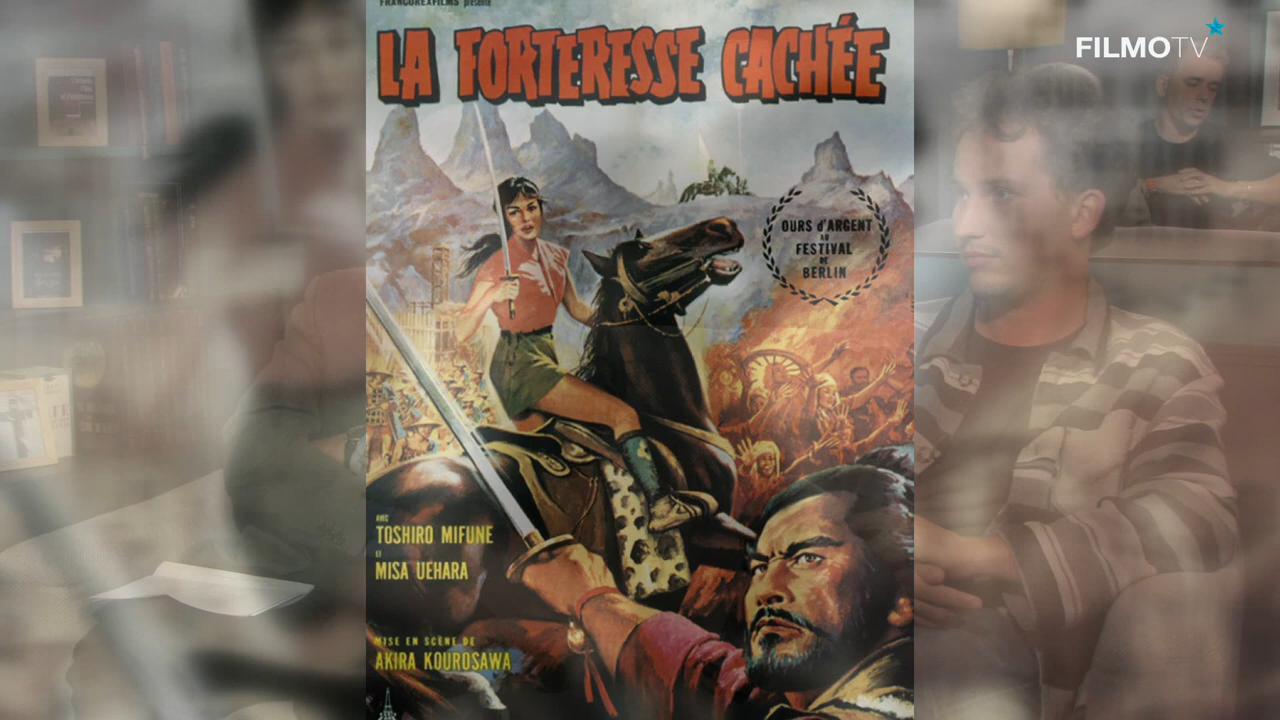 FRANCOREXFILMS présente
LA FORTERESSE CACHÉE
FILMOTV
OURS d'ARGENT
AU
FESTIVAL
DE
BERLIN
AVEC
TOSHIRO MIFUNE
ET
MISA UEHARA
MISE EN SCÈNE DE
AKIRA KOUROSAWA